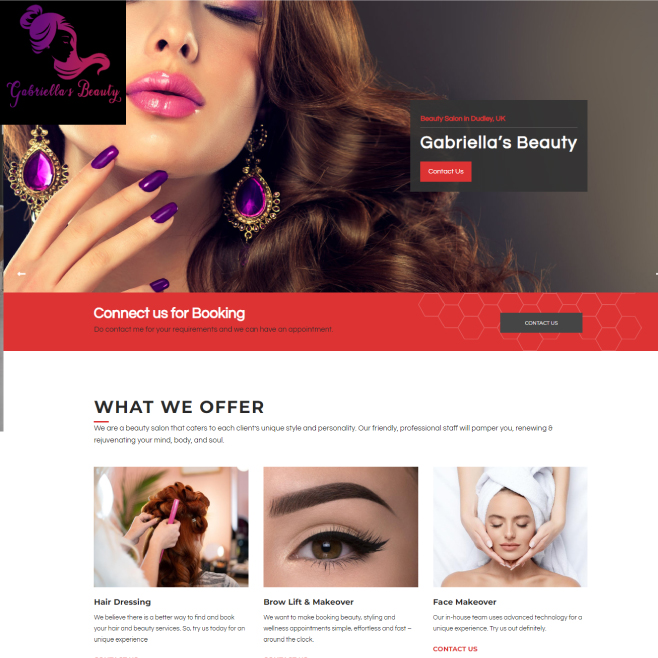 Gabriella's Beauty
Beauty Salon in Dudley, UK
Gabriella's Beauty
Contact Us
Connect us for Booking
Do contact me for your requirements and we can have an appointment.
CONTACT US
WHAT WE OFFER
We are a beauty salon that caters to each client's unique style and personality. Our friendly, professional staff will pamper you, renewing &
rejuvenating your mind, body, and soul.
Hair Dressing
We believe there is a better way to find and book
your hair and beauty services. So, try us today for an
unique experience
Brow Lift & Makeover
We want to make booking beauty, styling and
wellness appointments simple, effortless and fast –
around the clock.
Face Makeover
Our in-house team uses advanced technology for a
unique experience. Try us out definitely.
CONTACT US